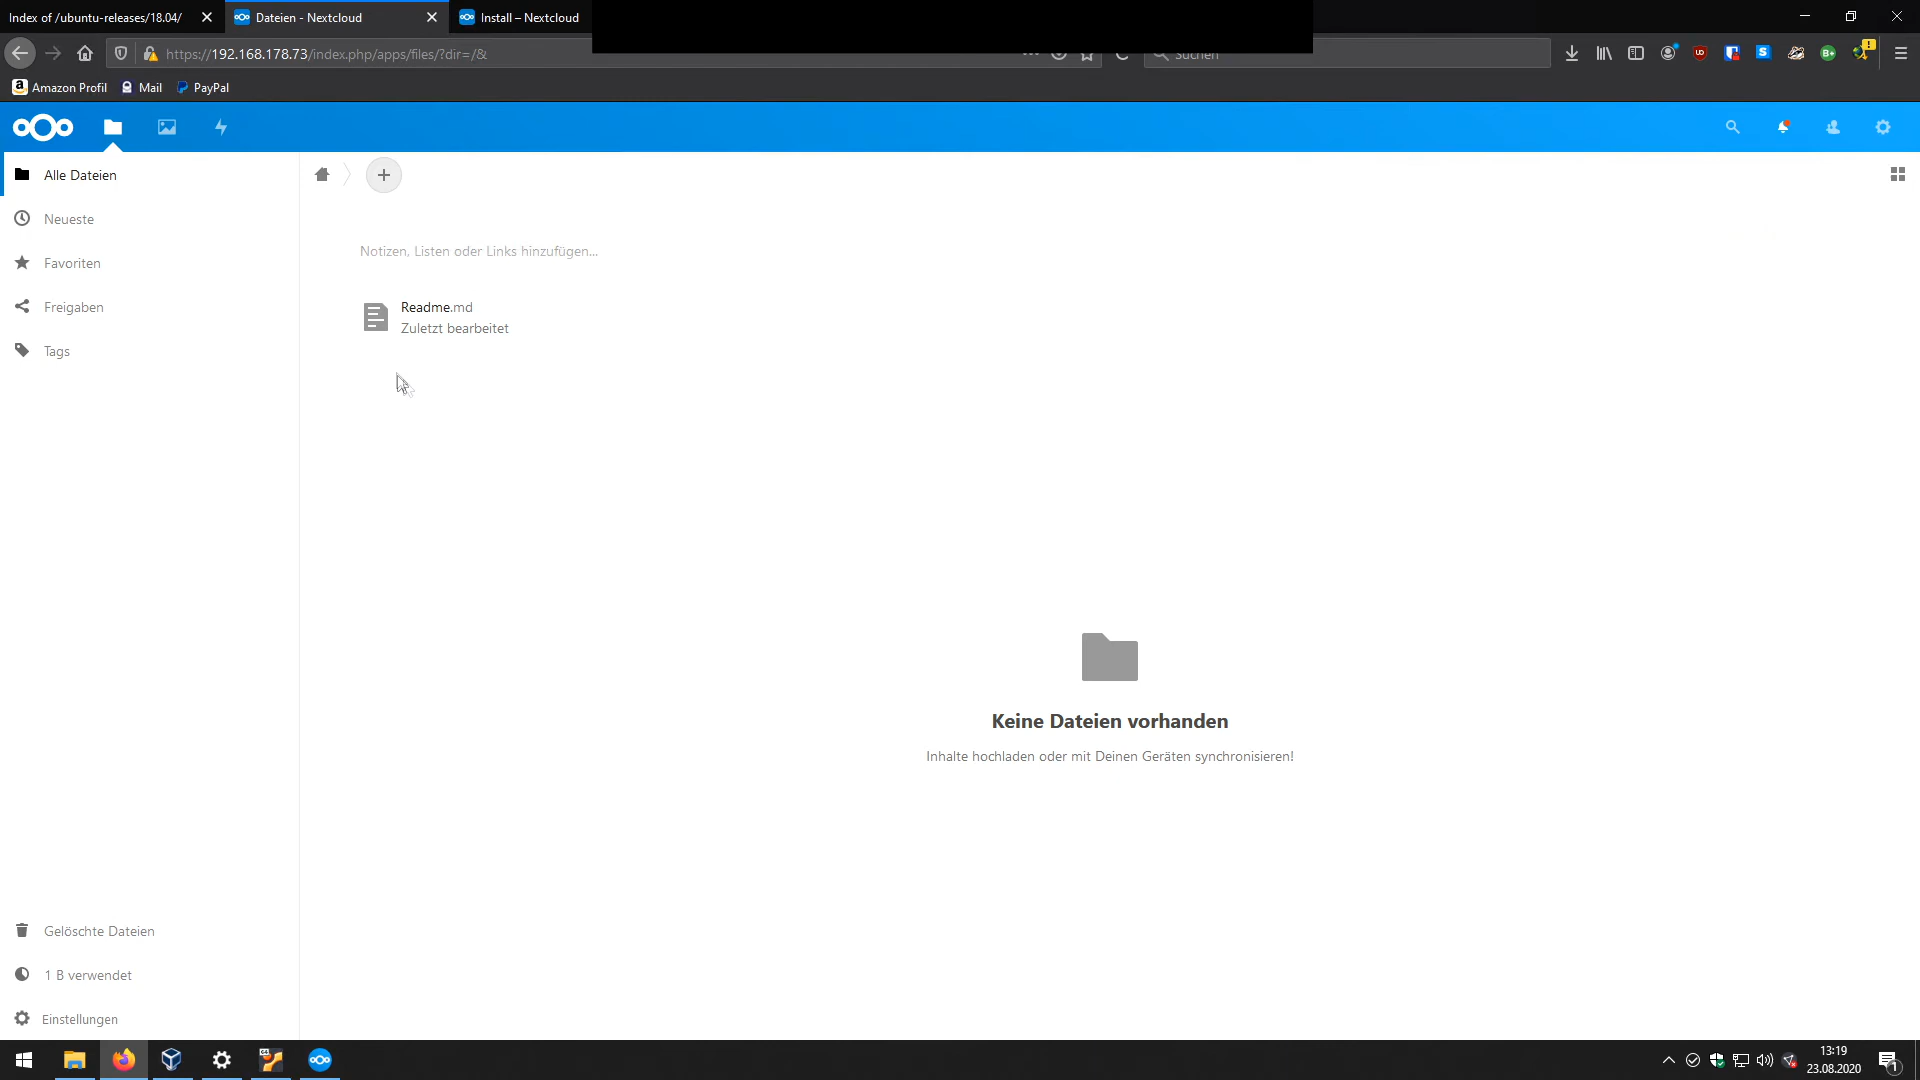 Index of /ubuntu-releases/18.04/
Dateien - Nextcloud
Install – Nextcloud
https://192.168.178.73/index.php/apps/files/?dir=/&
Suchen
Amazon Profil
Mail
PayPal
Alle Dateien
Neueste
Favoriten
Freigaben
Tags
Notizen, Listen oder Links hinzufügen...
Readme.md
Zuletzt bearbeitet
Keine Dateien vorhanden
Inhalte hochladen oder mit Deinen Geräten synchronisieren!
Gelöschte Dateien
1 B verwendet
Einstellungen
13:19
23.08.2020
1